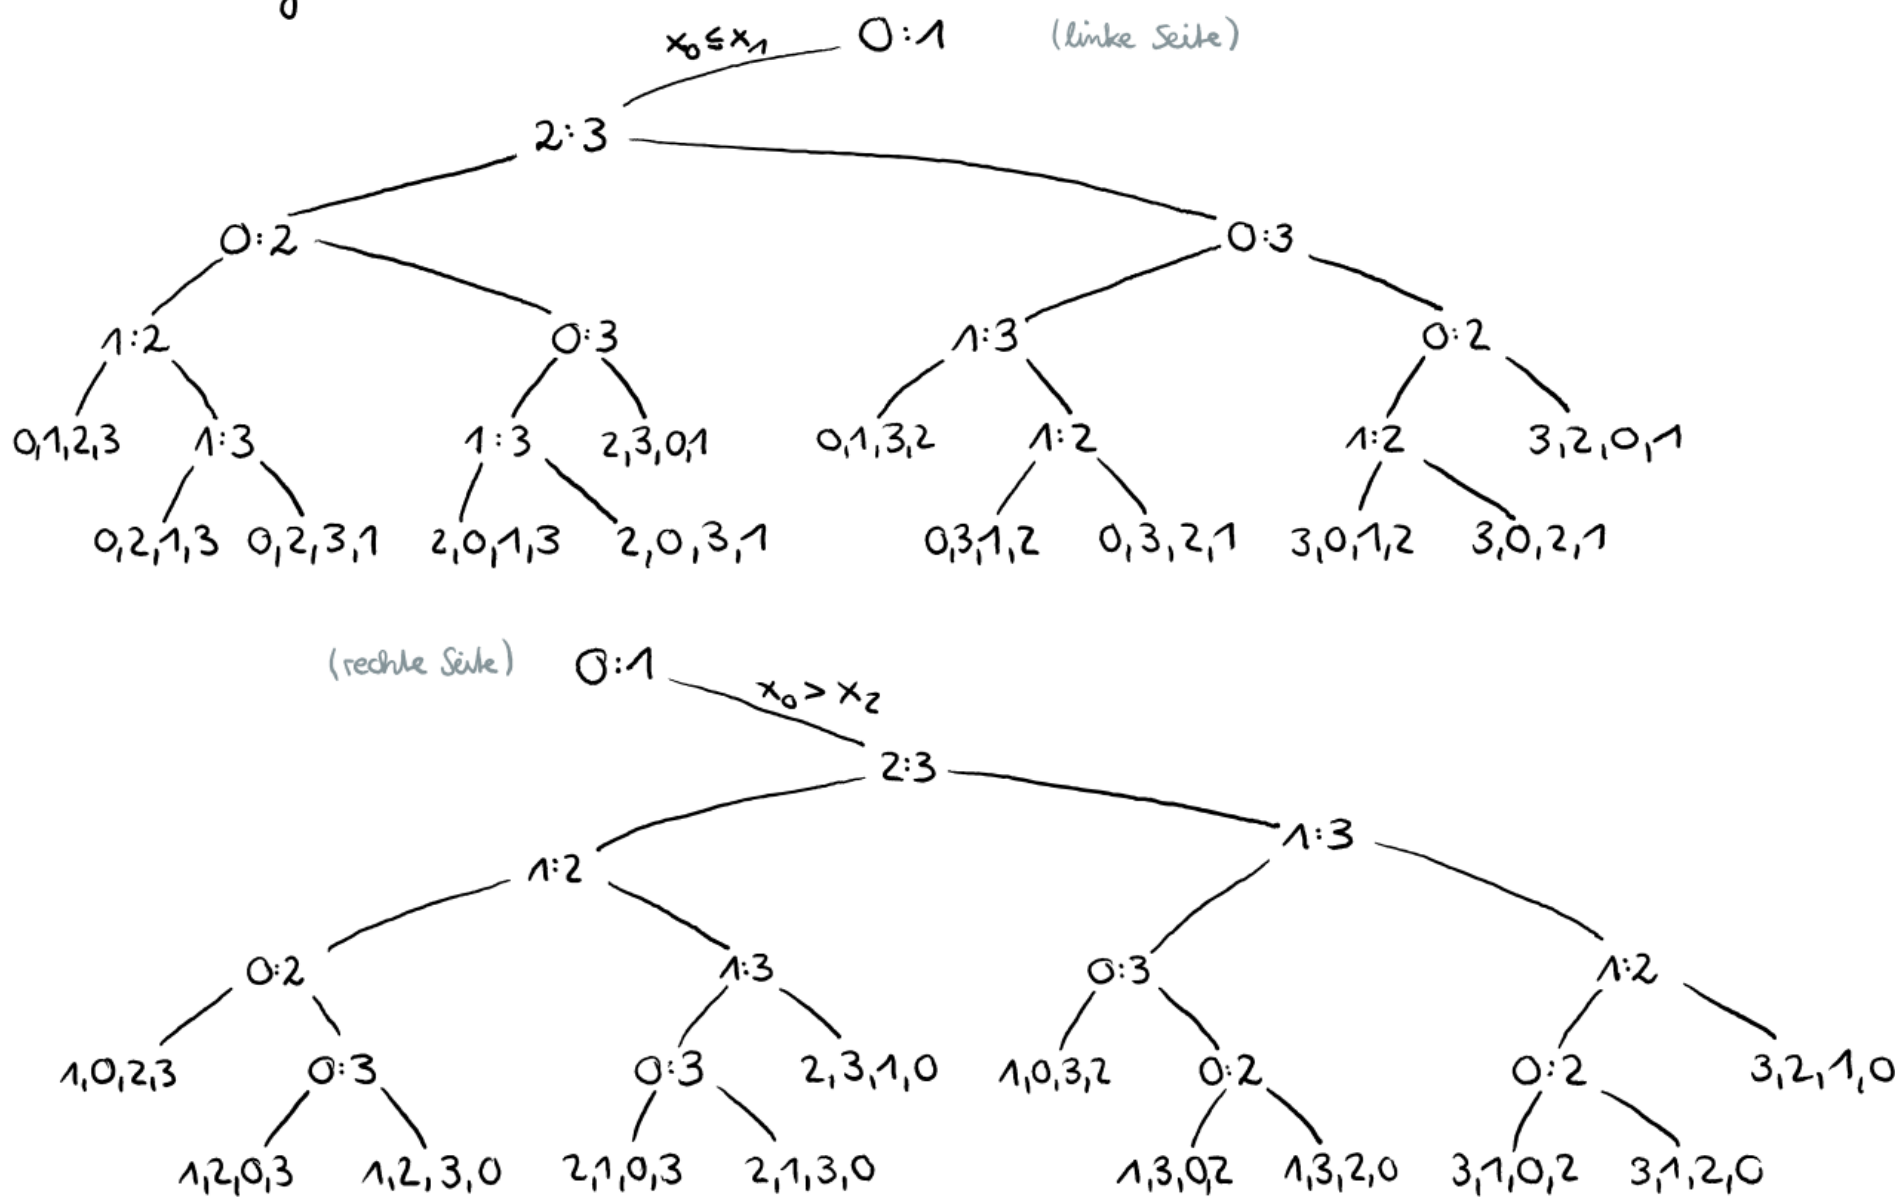 x₀≤x₁ 0:1 (linke Seite)
2:3
0:2 0:3
1:2 0:3 1:3 0:2
0,1,2,3 1:3 1:3 2,3,0,1 0,1,3,2 1:2 1:2 3,2,0,1
0,2,1,3 0,2,3,1 2,0,1,3 2,0,3,1 0,3,1,2 0,3,2,1 3,0,1,2 3,0,2,1
(rechte Seite) 0:1
x₀>x₂
2:3
1:3
1:2
0:2 1:3 0:3 1:2
1,0,2,3 0:3 0:3 2,3,1,0 1,0,3,2 0:2 0:2 3,2,1,0
1,2,0,3 1,2,3,0 2,1,0,3 2,1,3,0 1,3,0,2 1,3,2,0 3,1,0,2 3,1,2,0